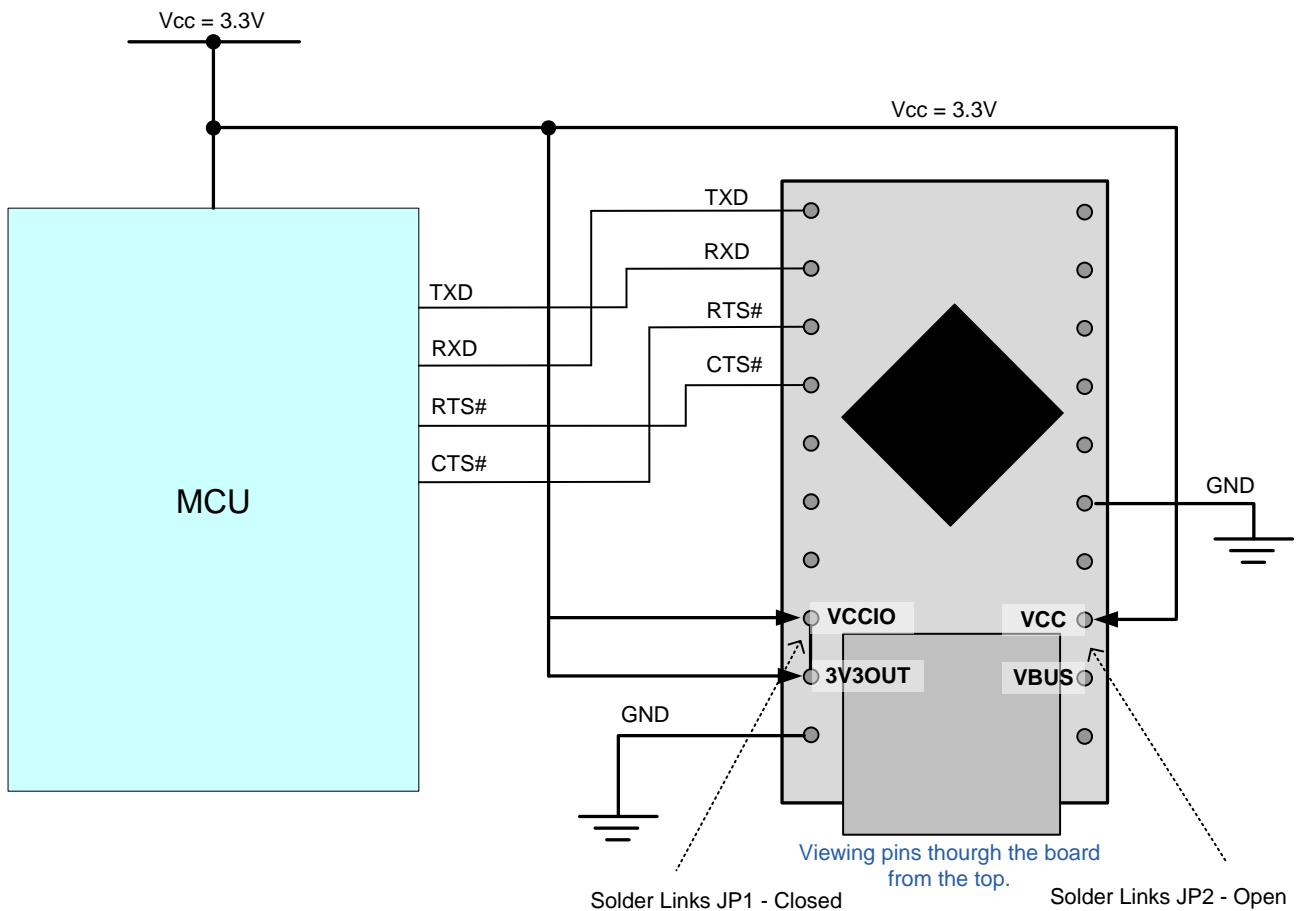 Vcc = 3.3V
Vcc = 3.3V
TXD
RXD
RTS#
CTS#
TXD
RXD
RTS#
CTS#
MCU
GND
VCCIO
VCC
3V3OUT
VBUS
GND
Viewing pins thourgh the board
from the top.
Solder Links JP1 - Closed
Solder Links JP2 - Open